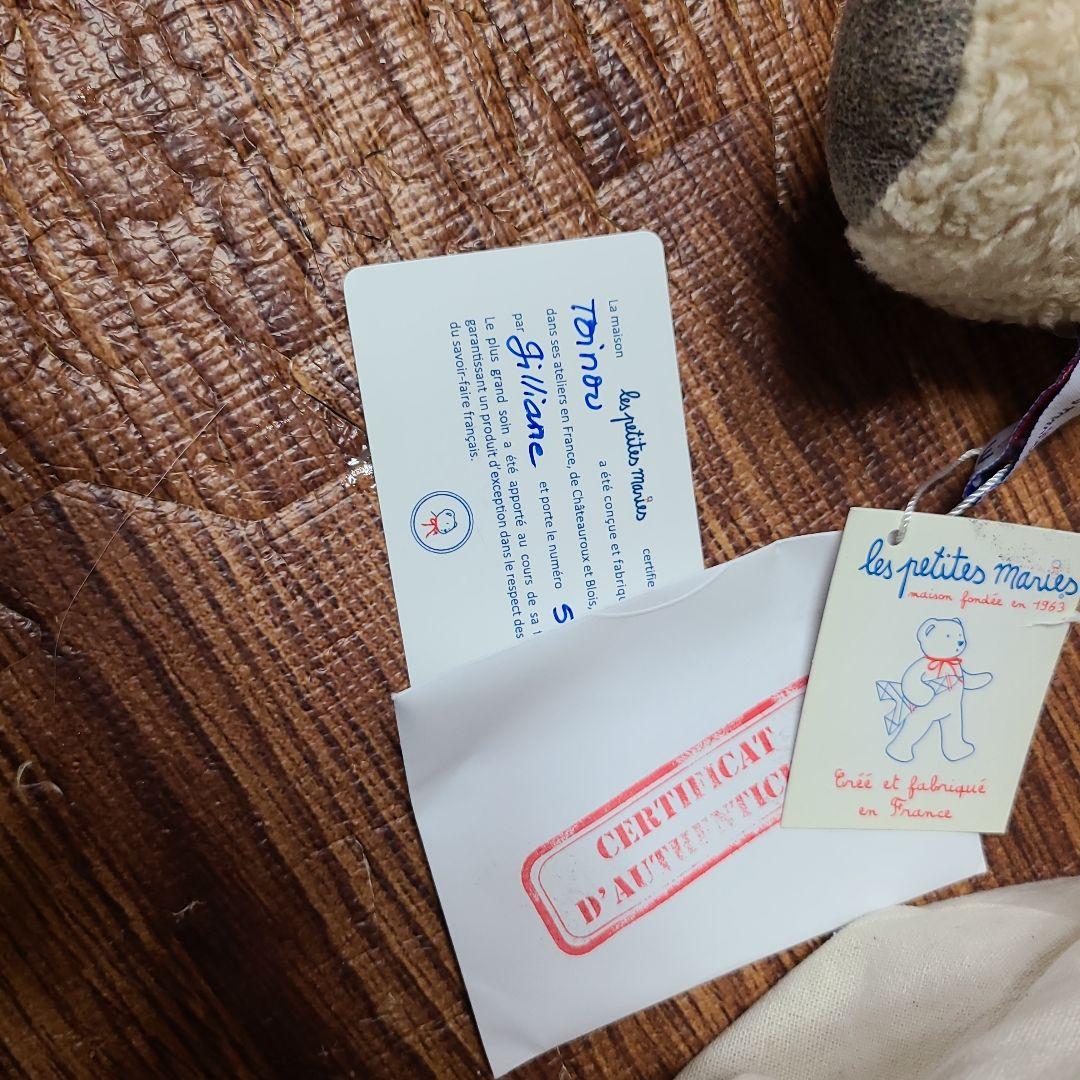 La maison les petites maries certifie
Toinou a été conçue et fabriqu
dans ses ateliers en France, de Châteauroux et Blois,
par Gilliane et porte le numéro 5
Le plus grand soin a été apporté au cours de sa
garantissant un produit d'exception dans le respect des
du savoir-faire français.
CERTIFICAT
D'AUTHENTIC
les petites maries
maison fondée en 1963
Créé et fabriqué
en France